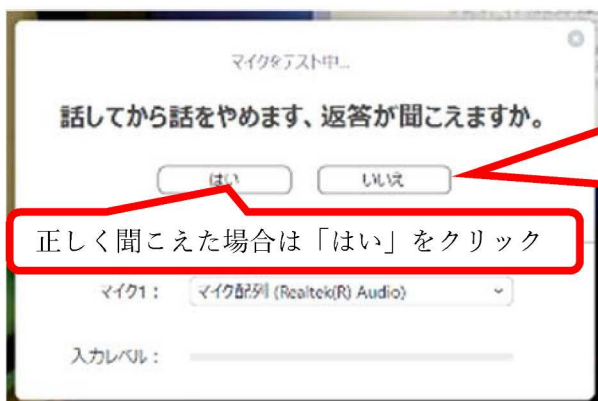 マイクをテスト中...
話してから話をやめます、返答が聞こえますか。
はい いいえ
正しく聞こえた場合は「はい」をクリック
マイク1： マイク配列 (Realtek(R) Audio)
入力レベル：